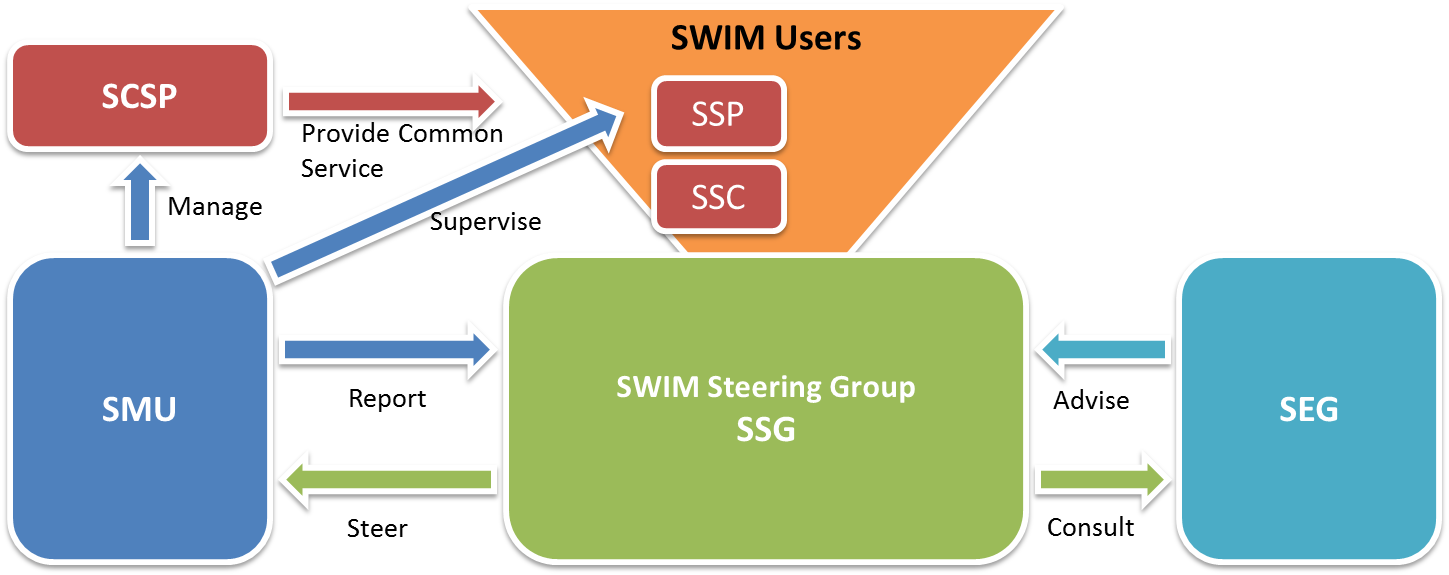 SWIM Users
SCSP
SSP
Provide Common
Service
SSC
Manage
Supervise
SMU
Report
SWIM Steering Group
SSG
Advise
SEG
Steer
Consult